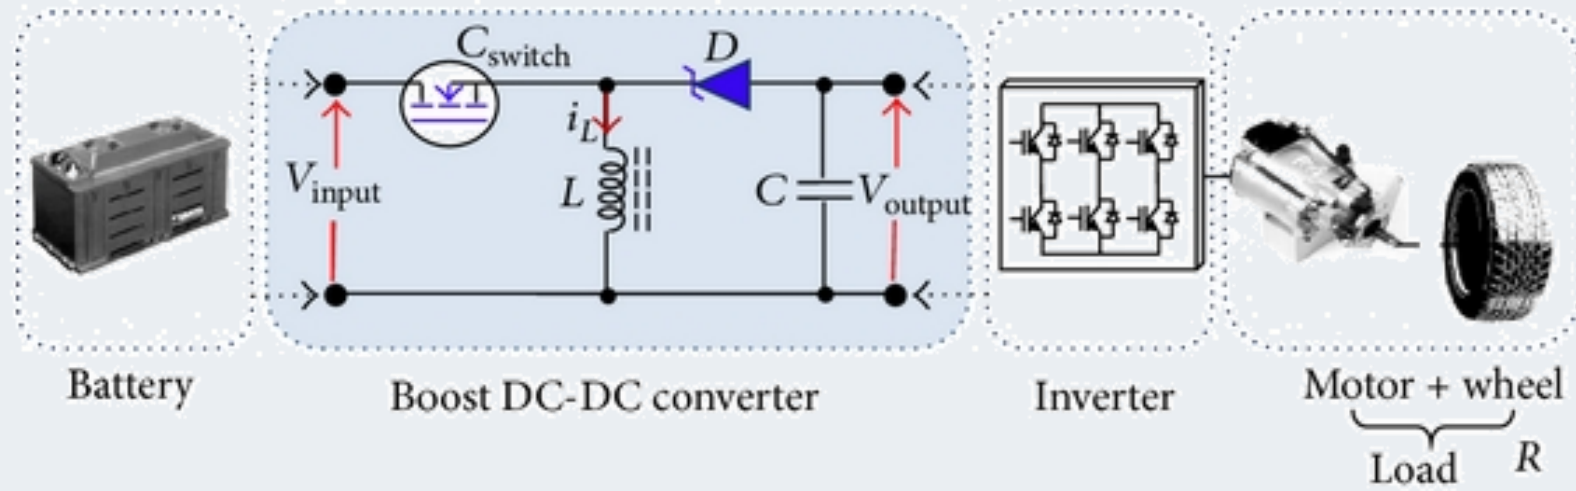 C_switch
D
i_L
V_input
L
C
V_output
Battery
Boost DC-DC converter
Inverter
Motor + wheel
Load
R